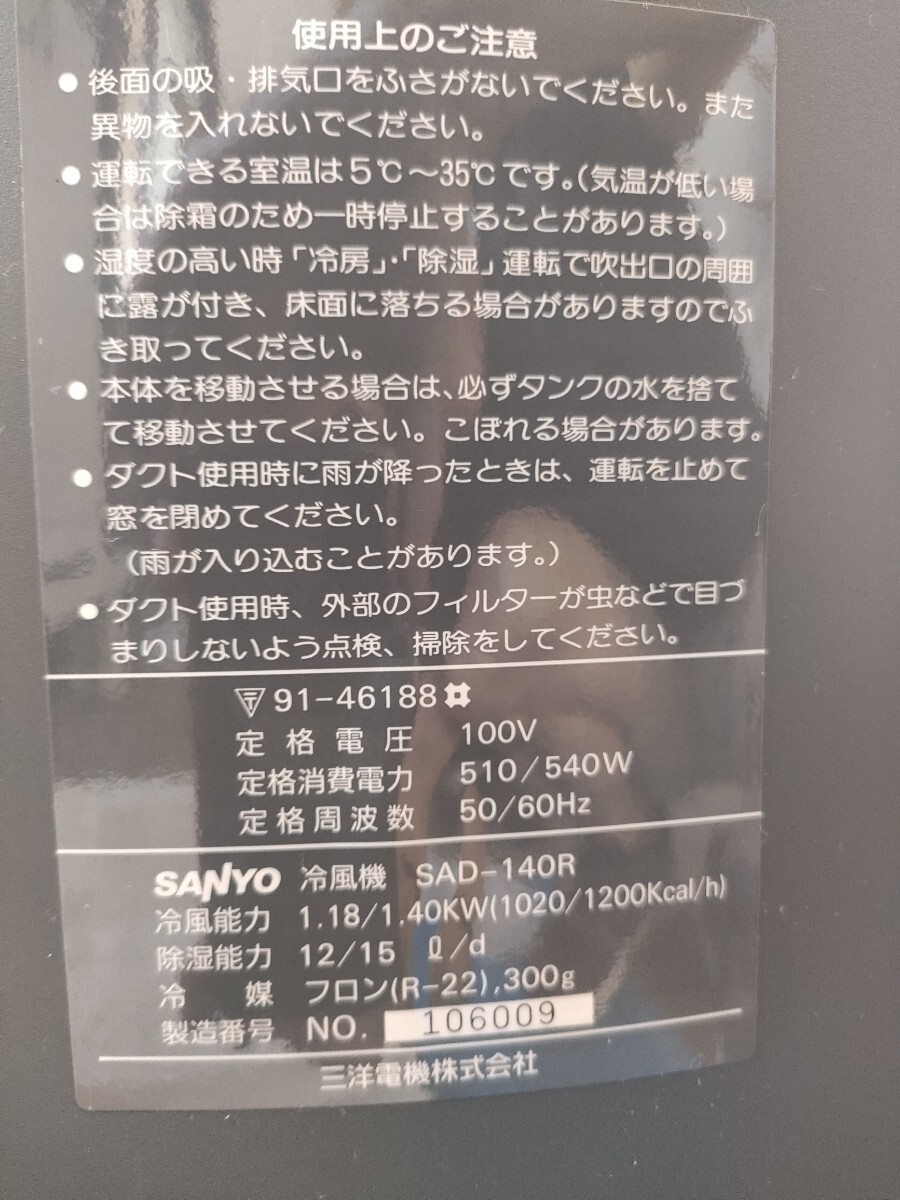 使用上のご注意
● 後面の吸・排気口をふさがないでください。また
異物を入れないでください。
● 運転できる室温は5℃〜35℃です。(気温が低い場
合は除霜のため一時停止することがあります。)
● 湿度の高い時「冷房」・「除湿」運転で吹出口の周囲
に露が付き、床面に落ちる場合がありますのでふ
き取ってください。
● 本体を移動させる場合は、必ずタンクの水を捨て
て移動させてください。こぼれる場合があります。
● ダクト使用時に雨が降ったときは、運転を止めて
窓を閉めてください。
(雨が入り込むことがあります。)
● ダクト使用時、外部のフィルターが虫などで目づ
まりしないよう点検、掃除をしてください。
91-46188
定格電圧 100V
定格消費電力 510/540W
定格周波数 50/60Hz
SANYO 冷風機 SAD-140R
冷風能力 1.18/1.40KW(1020/1200Kcal/h)
除湿能力 12/15 ℓ/d
冷媒 フロン(R-22),300g
製造番号 NO. 106009
三洋電機株式会社